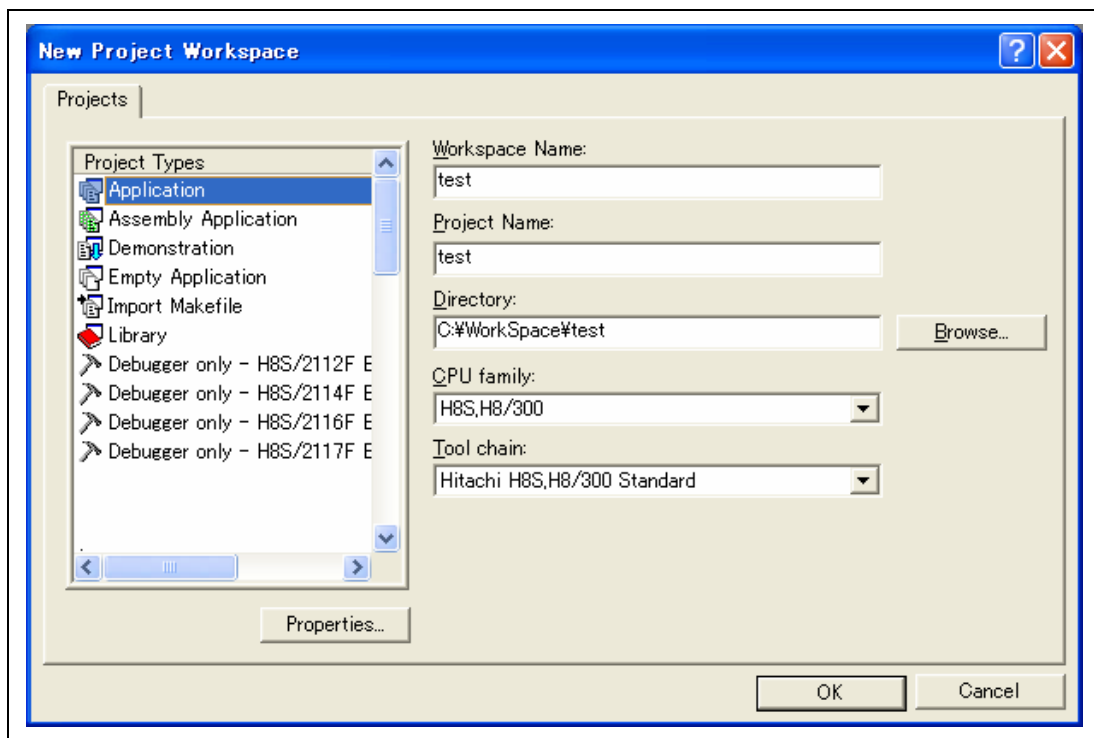 New Project Workspace
Projects
Project Types
Application
Assembly Application
Demonstration
Empty Application
Import Makefile
Library
Debugger only - H8S/2112F E
Debugger only - H8S/2114F E
Debugger only - H8S/2116F E
Debugger only - H8S/2117F E
Properties...
Workspace Name:
test
Project Name:
test
Directory:
C:¥WorkSpace¥test
Browse...
CPU family:
H8S,H8/300
Tool chain:
Hitachi H8S,H8/300 Standard
OK
Cancel